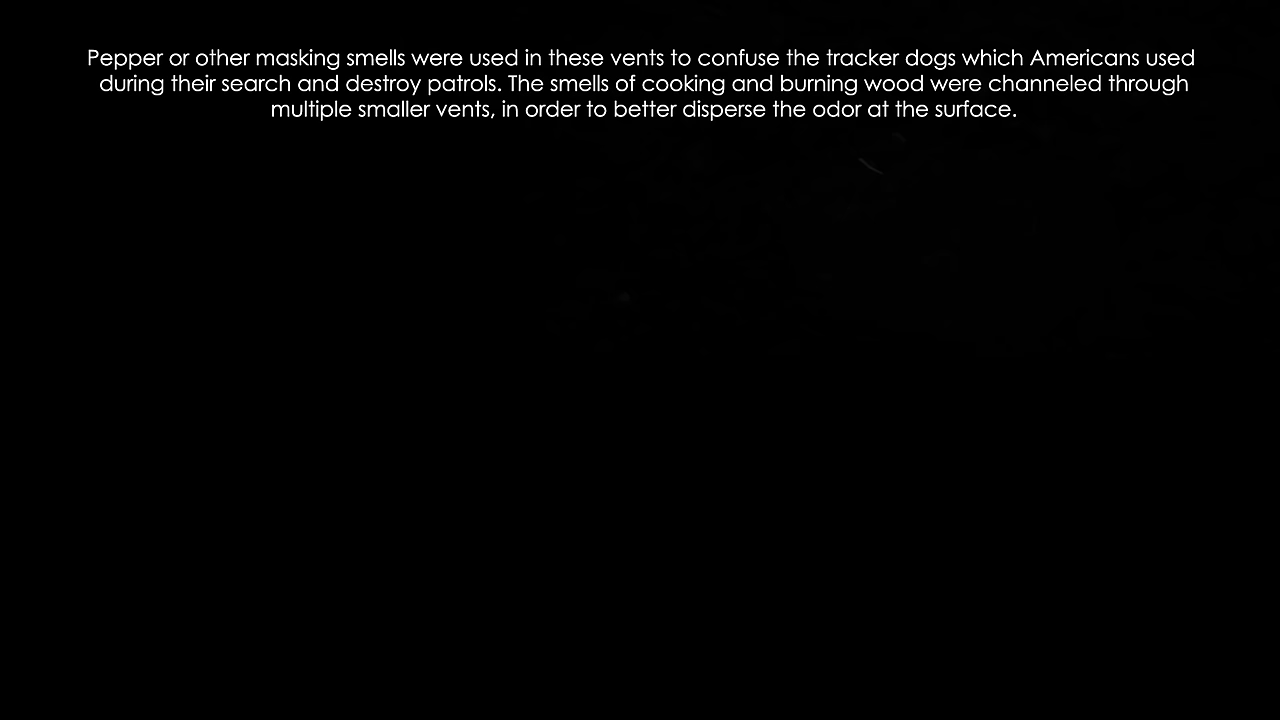 Pepper or other masking smells were used in these vents to confuse the tracker dogs which Americans used
during their search and destroy patrols. The smells of cooking and burning wood were channeled through
multiple smaller vents, in order to better disperse the odor at the surface.